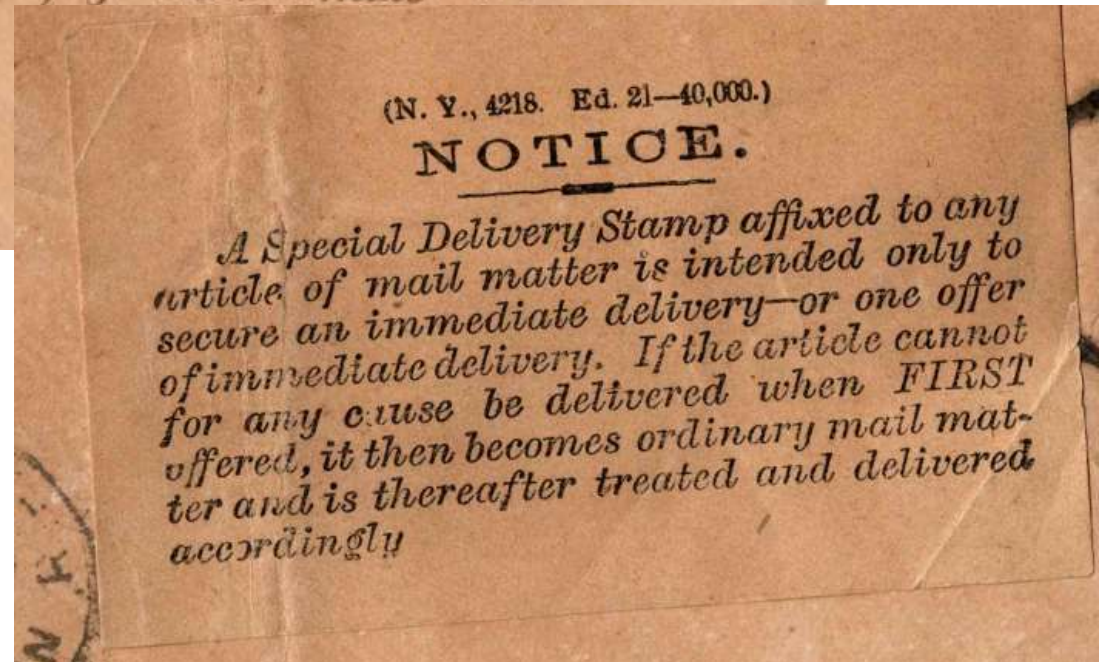 (N. Y., 4218. Ed. 21—40,000.)
NOTICE.
A Special Delivery Stamp affixed to any
article of mail matter is intended only to
secure an immediate delivery—or one offer
of immediate delivery. If the article cannot
for any cause be delivered when FIRST
offered, it then becomes ordinary mail mat-
ter and is thereafter treated and delivered
accordingly